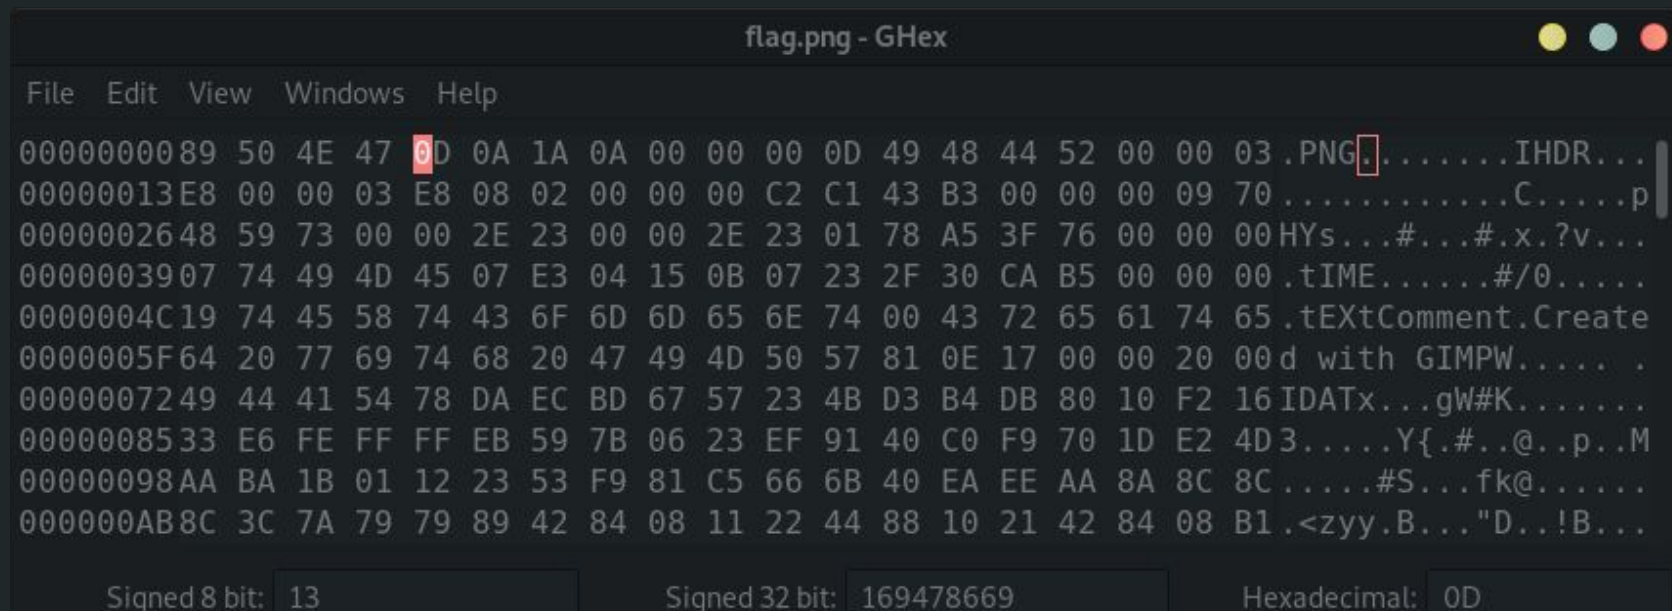 flag.png - GHex
File Edit View Windows Help
00000000 89 50 4E 47 0D 0A 1A 0A 00 00 00 0D 49 48 44 52 00 00 03 .PNG........IHDR...
00000013 E8 00 00 03 E8 08 02 00 00 00 C2 C1 43 B3 00 00 00 09 70 ............C.....p
00000026 48 59 73 00 00 2E 23 00 00 2E 23 01 78 A5 3F 76 00 00 00 HYs...#...#.x.?v...
00000039 07 74 49 4D 45 07 E3 04 15 0B 07 23 2F 30 CA B5 00 00 00 .tIME......#/0.....
0000004C 19 74 45 58 74 43 6F 6D 6D 65 6E 74 00 43 72 65 61 74 65 .tEXtComment.Create
0000005F 64 20 77 69 74 68 20 47 49 4D 50 57 81 0E 17 00 00 20 00 d with GIMPW..... .
00000072 49 44 41 54 78 DA EC BD 67 57 23 4B D3 B4 DB 80 10 F2 16 IDATx...gW#K.......
00000085 33 E6 FE FF FF EB 59 7B 06 23 EF 91 40 C0 F9 70 1D E2 4D 3.....Y{.#..@..p..M
00000098 AA BA 1B 01 12 23 53 F9 81 C5 66 6B 40 EA EE AA 8A 8C 8C .....#S...fk@......
000000AB 8C 3C 7A 79 79 89 42 84 08 11 22 44 88 10 21 42 84 08 B1 .<zyy.B..."D..!B...
Signed 8 bit: 13 Signed 32 bit: 169478669 Hexadecimal: 0D